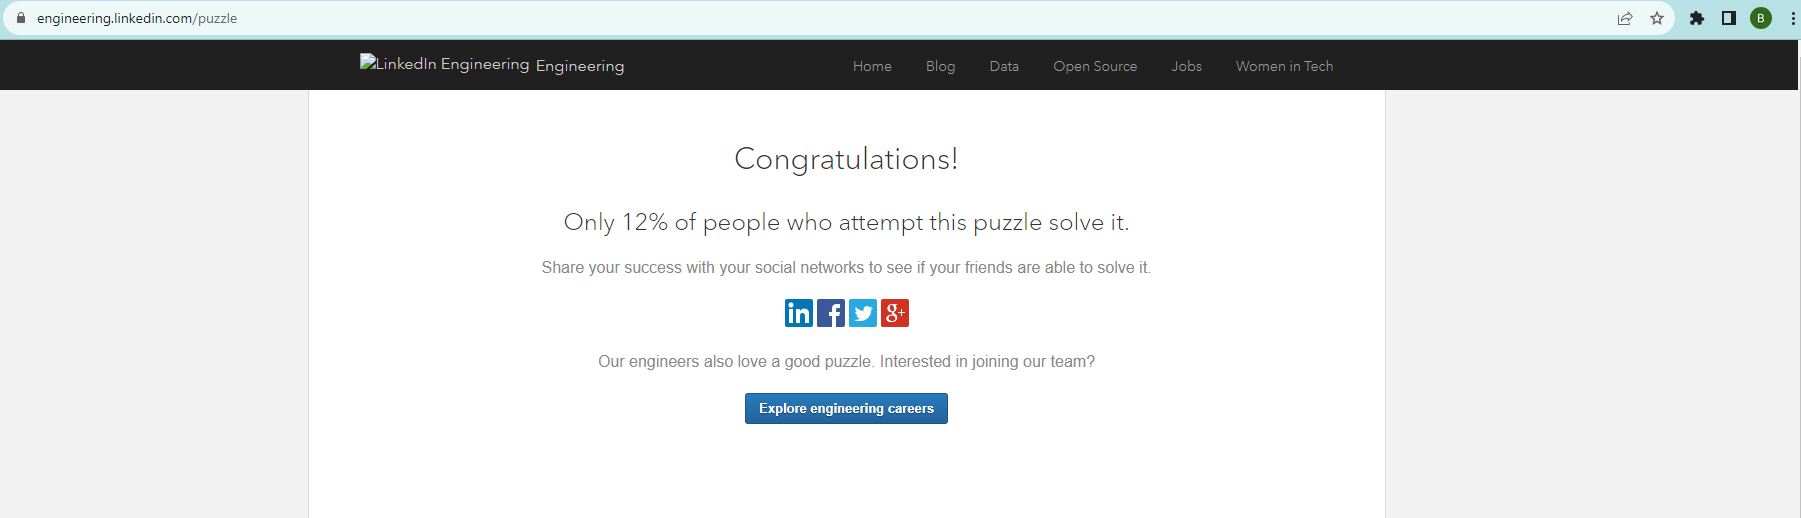 engineering.linkedin.com/puzzle
B
LinkedIn Engineering Engineering Home Blog Data Open Source Jobs Women in Tech
Congratulations!
Only 12% of people who attempt this puzzle solve it.
Share your success with your social networks to see if your friends are able to solve it.
in f g+
Our engineers also love a good puzzle. Interested in joining our team?
Explore engineering careers